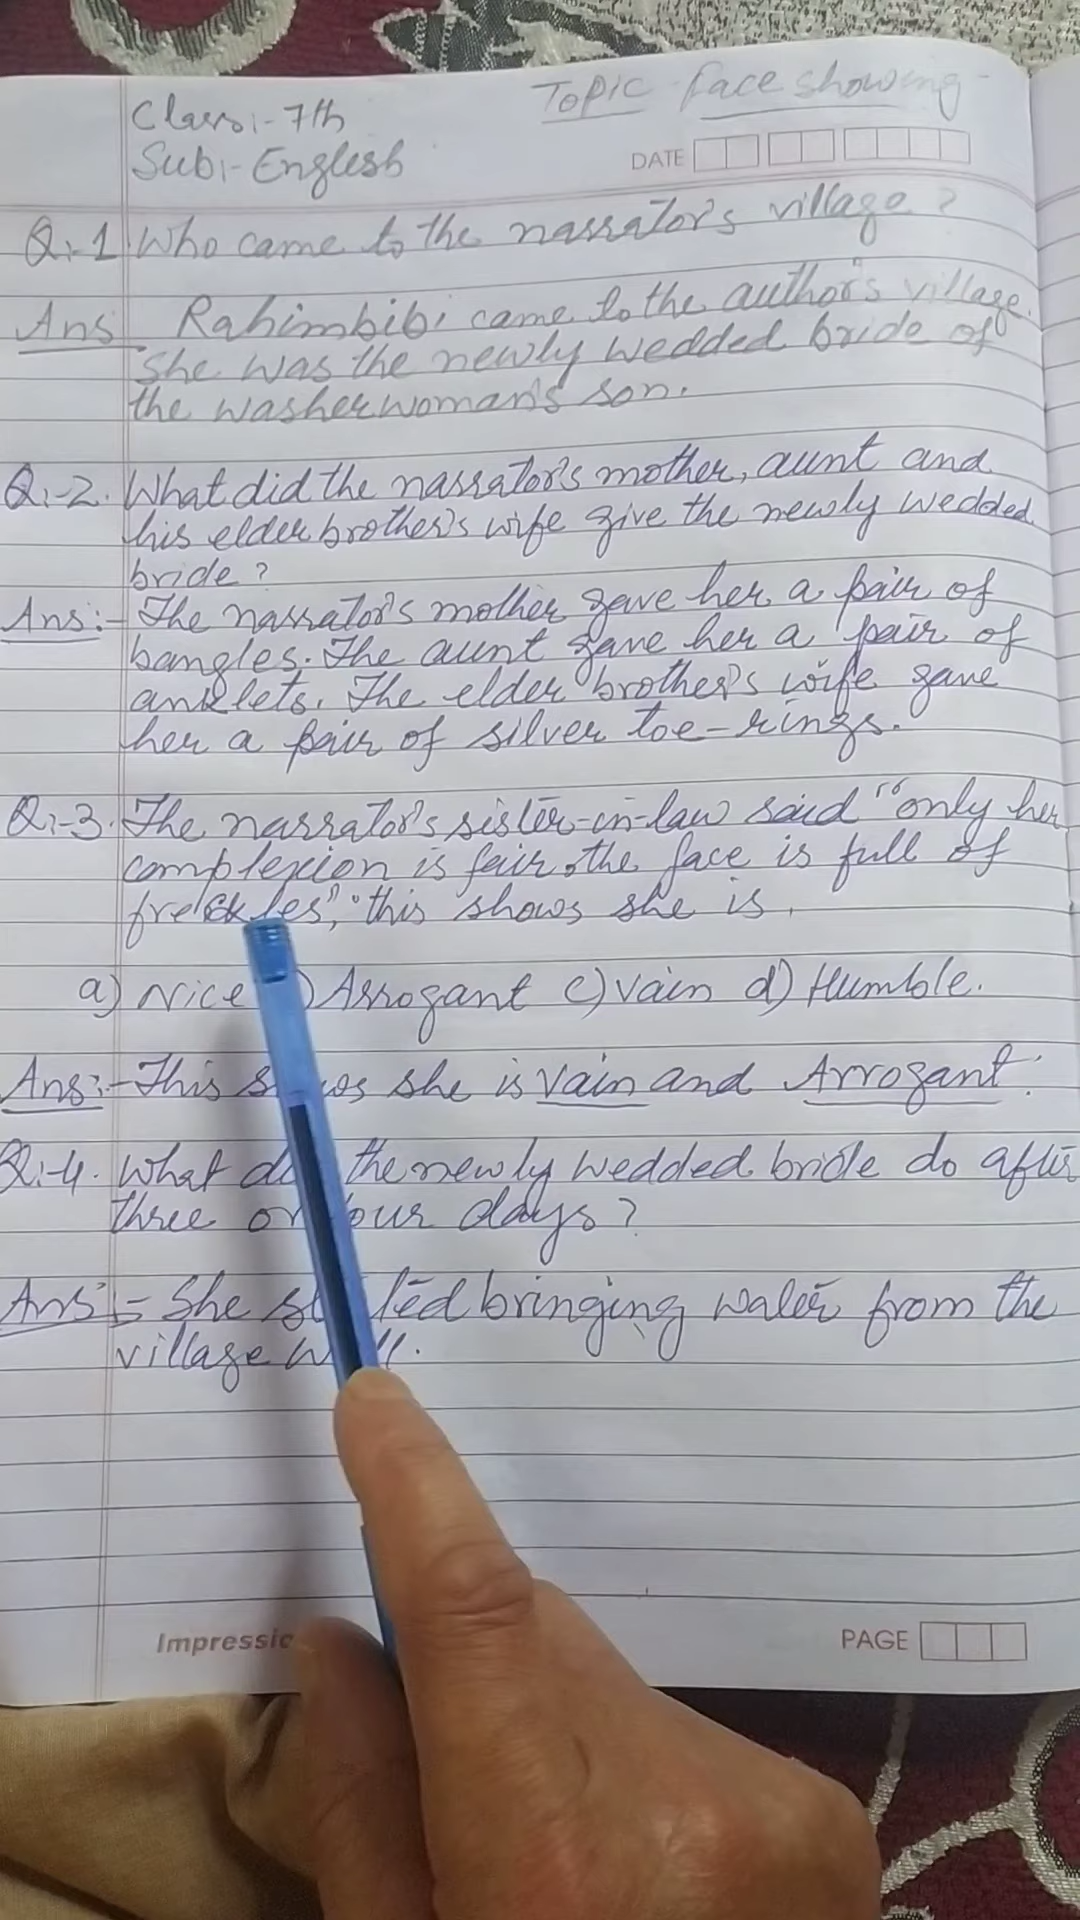 Class:- 7th
Topic - Face showing -
Sub:- English
DATE
Q:-1 Who came to the narrator's village?
Ans Rahimbibi came to the author's village.
She was the newly wedded bride of
the washerwoman's son.
Q:-2. What did the narrator's mother, aunt and
his elder brother's wife give the newly wedded
bride?
Ans:- The narrator's mother gave her a pair of
bangles. The aunt gave her a pair of
anklets. The elder brother's wife gave
her a pair of silver toe-rings.
Q:-3. The narrator's sister-in-law said "only her
complexion is fair, the face is full of
freckles", this shows she is.
a) Nice ) Arrogant c) Vain d) Humble.
Ans:- This she is Vain and Arrogant.
Q:-4. What the newly wedded bride do after
three or days?
Ans:- She bringing water from the
village
Impressic
PAGE